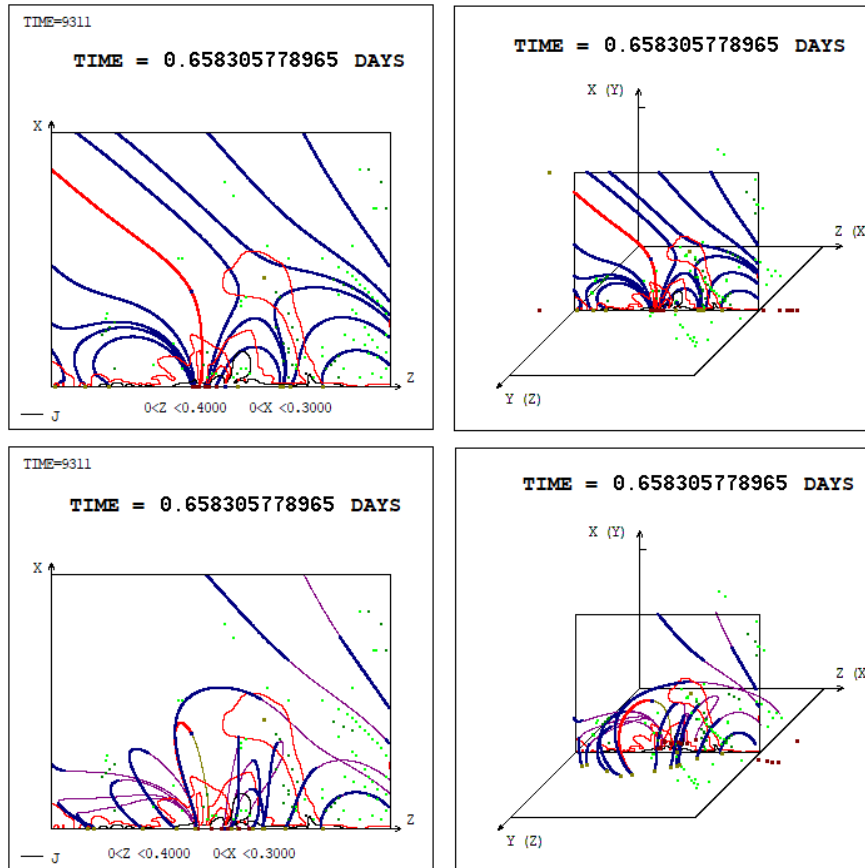 TIME=9311
TIME = 0.658305778965 DAYS
X
Z
J
0<Z <0.4000
0<X <0.3000
TIME = 0.658305778965 DAYS
X (Y)
Z (X
Y (Z)
TIME=9311
TIME = 0.658305778965 DAYS
X
Z
J
0<Z <0.4000
0<X <0.3000
TIME = 0.658305778965 DAYS
X (Y)
Z (X
Y (Z)